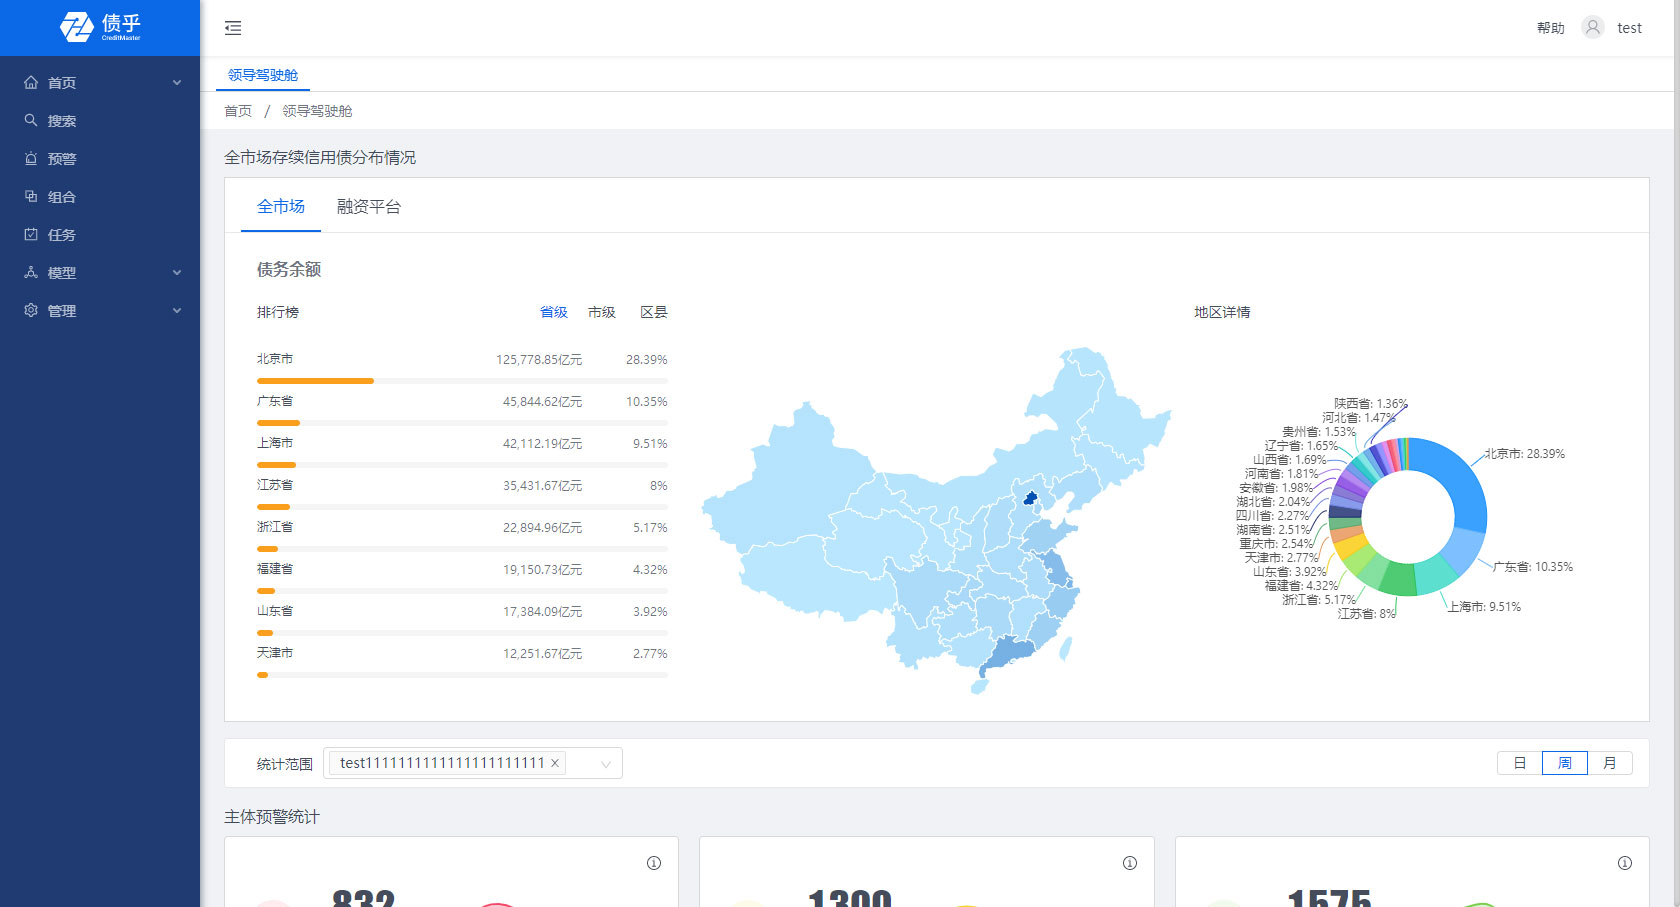 债乎
CreditMaster
帮助
test
首页
搜索
预警
组合
任务
模型
管理
领导驾驶舱
首页 / 领导驾驶舱
全市场存续信用债分布情况
全市场 融资平台
债务余额
排行榜 省级 市级 区县
地区详情
北京市 125,778.85亿元 28.39%
广东省 45,844.62亿元 10.35%
上海市 42,112.19亿元 9.51%
江苏省 35,431.67亿元 8%
浙江省 22,894.96亿元 5.17%
福建省 19,150.73亿元 4.32%
山东省 17,384.09亿元 3.92%
天津市 12,251.67亿元 2.77%
陕西省: 1.36%
河北省: 1.47%
贵州省: 1.53%
辽宁省: 1.65%
山西省: 1.69%
河南省: 1.81%
安徽省: 1.98%
湖北省: 2.04%
四川省: 2.27%
湖南省: 2.51%
重庆市: 2.54%
天津市: 2.77%
山东省: 3.92%
福建省: 4.32%
浙江省: 5.17%
江苏省: 8%
北京市: 28.39%
广东省: 10.35%
上海市: 9.51%
统计范围
日 周 月
主体预警统计
832
1300
1575